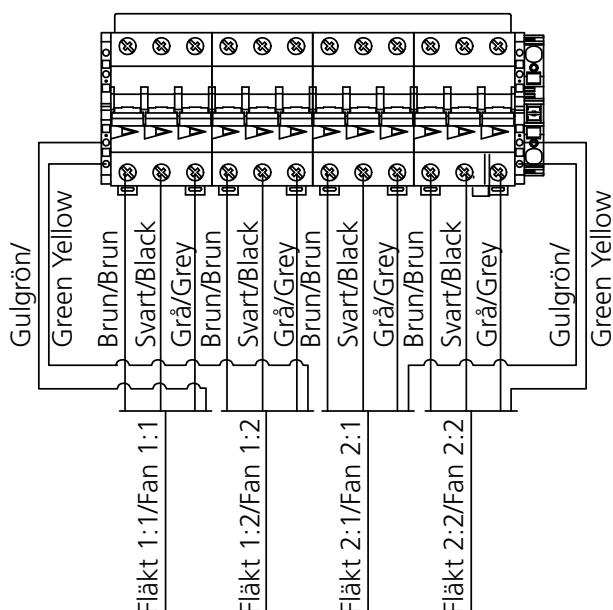 Gulgrön/
Green Yellow
Brun/Brun
Svart/Black
Grå/Grey
Brun/Brun
Svart/Black
Grå/Grey
Brun/Brun
Svart/Black
Grå/Grey
Brun/Brun
Svart/Black
Grå/Grey
Gulgrön/
Green Yellow
Fläkt 1:1/Fan 1:1
Fläkt 1:2/Fan 1:2
Fläkt 2:1/Fan 2:1
Fläkt 2:2/Fan 2:2